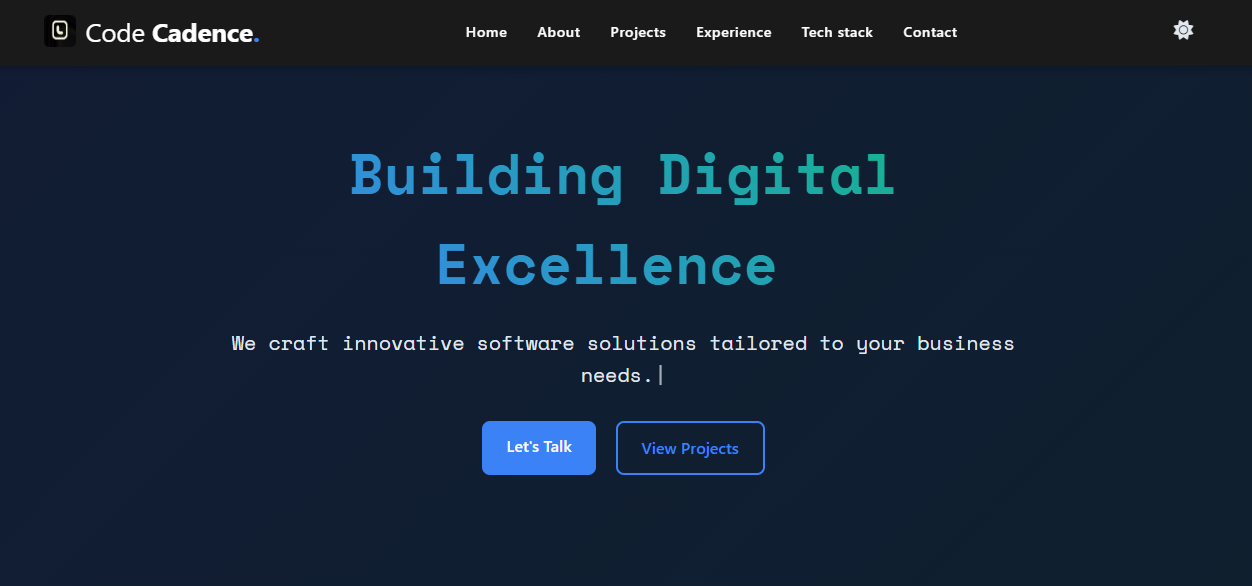 Code Cadence.
Home About Projects Experience Tech stack Contact
Building Digital
Excellence
We craft innovative software solutions tailored to your business
needs.|
Let's Talk View Projects